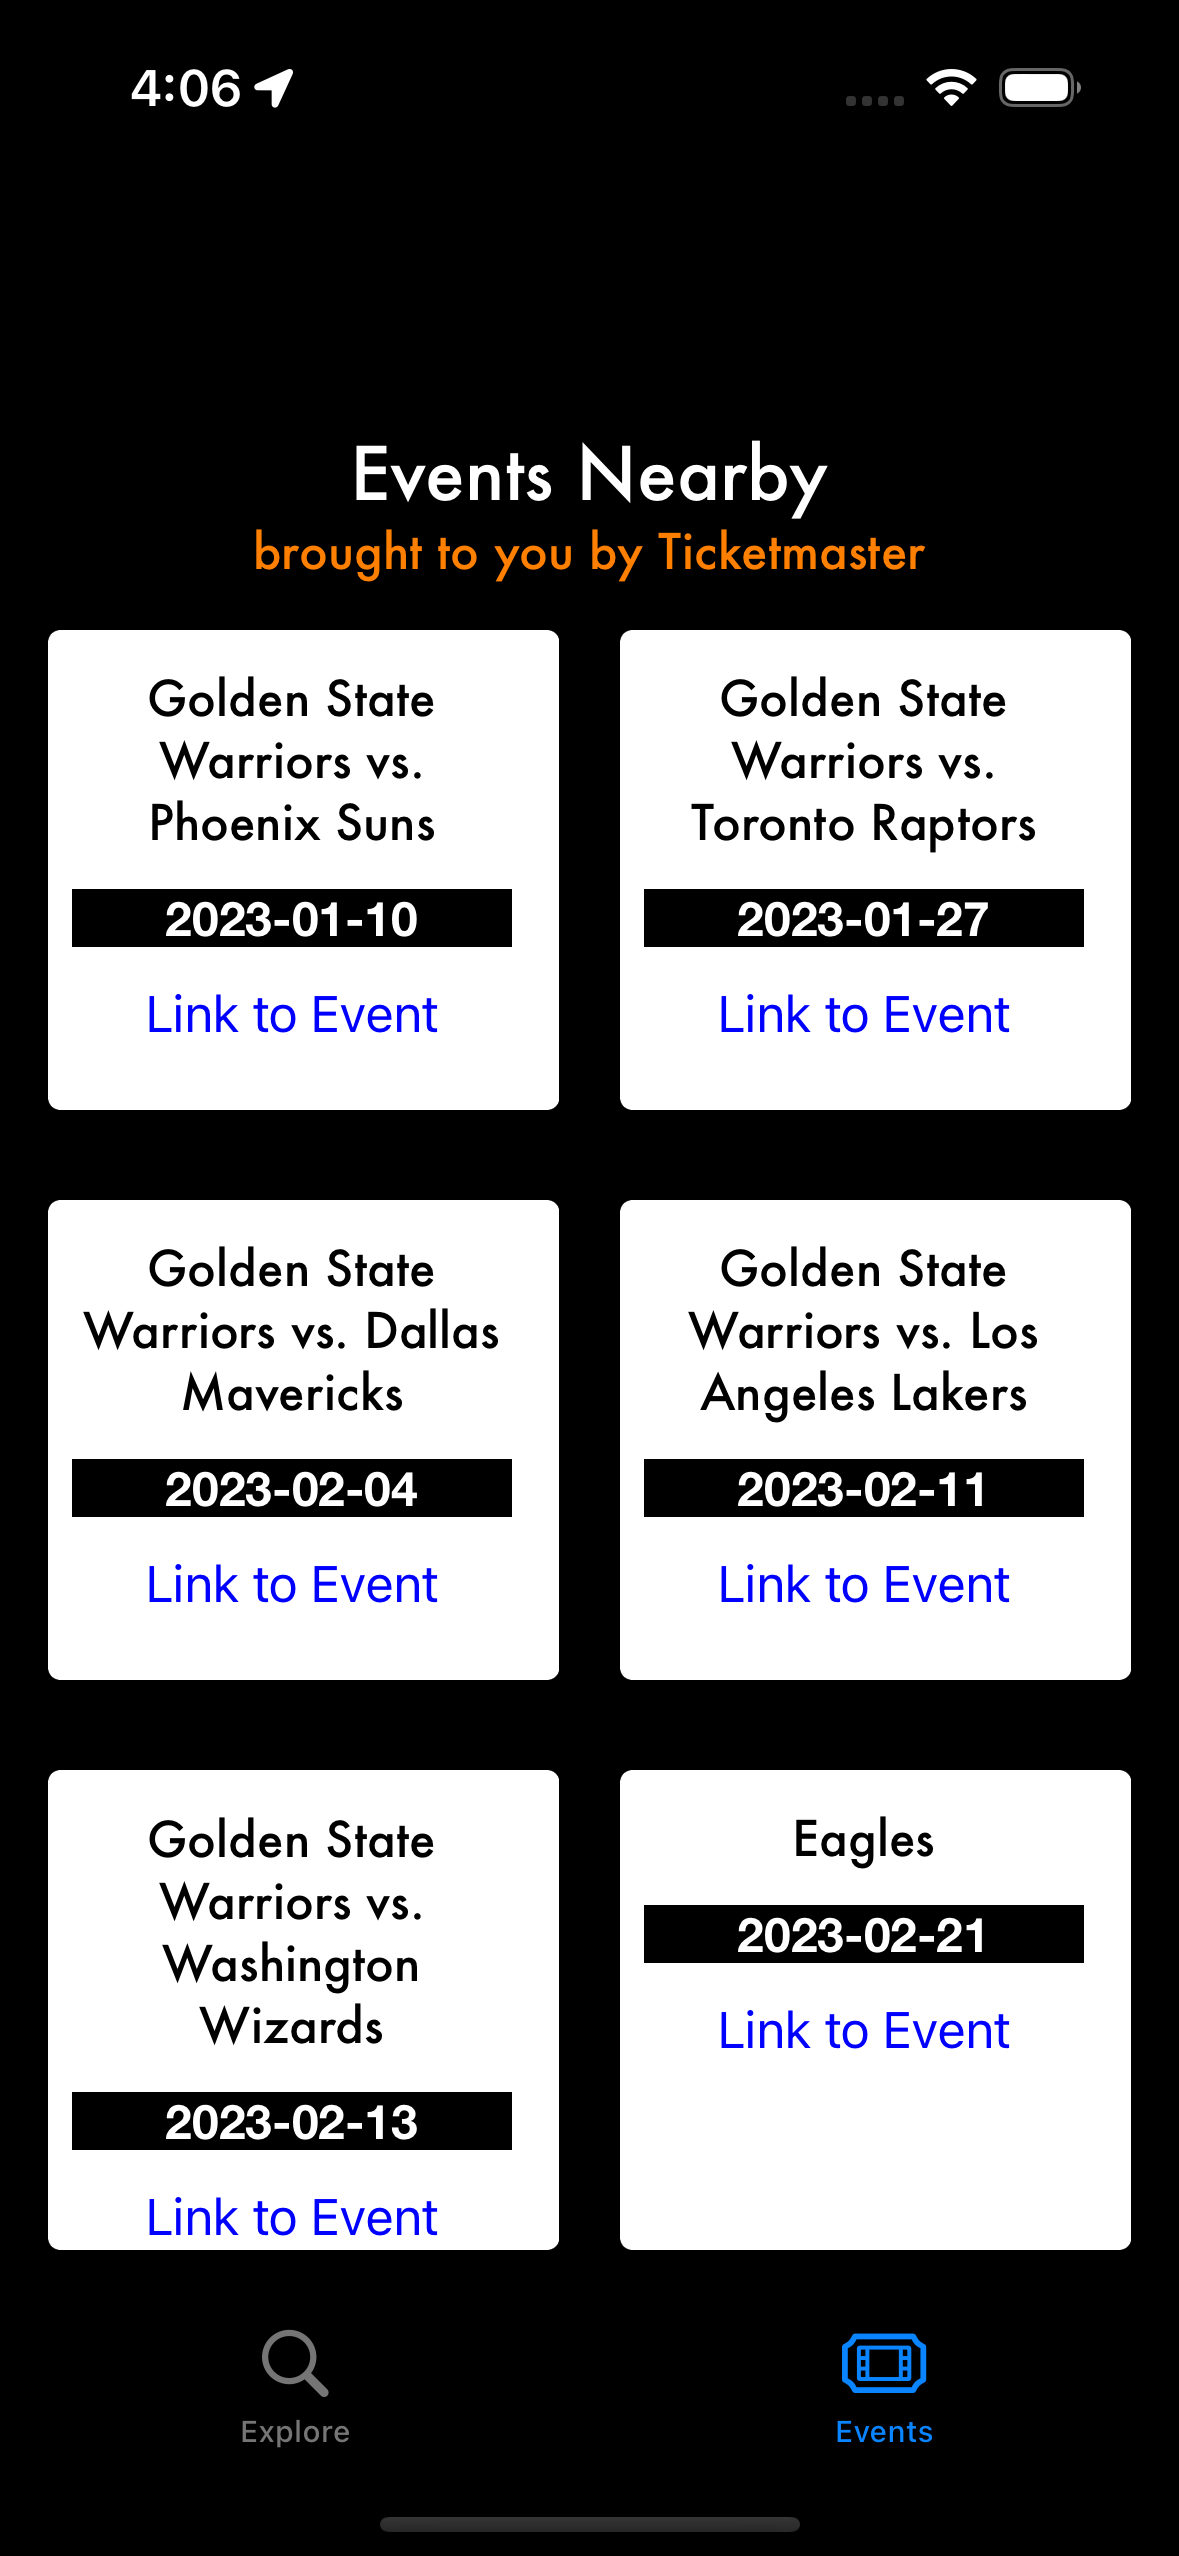 4:06
Events Nearby
brought to you by Ticketmaster
Golden State
Warriors vs.
Phoenix Suns
2023-01-10
Link to Event
Golden State
Warriors vs.
Toronto Raptors
2023-01-27
Link to Event
Golden State
Warriors vs. Dallas
Mavericks
2023-02-04
Link to Event
Golden State
Warriors vs. Los
Angeles Lakers
2023-02-11
Link to Event
Golden State
Warriors vs.
Washington
Wizards
2023-02-13
Link to Event
Eagles
2023-02-21
Link to Event
Explore
Events